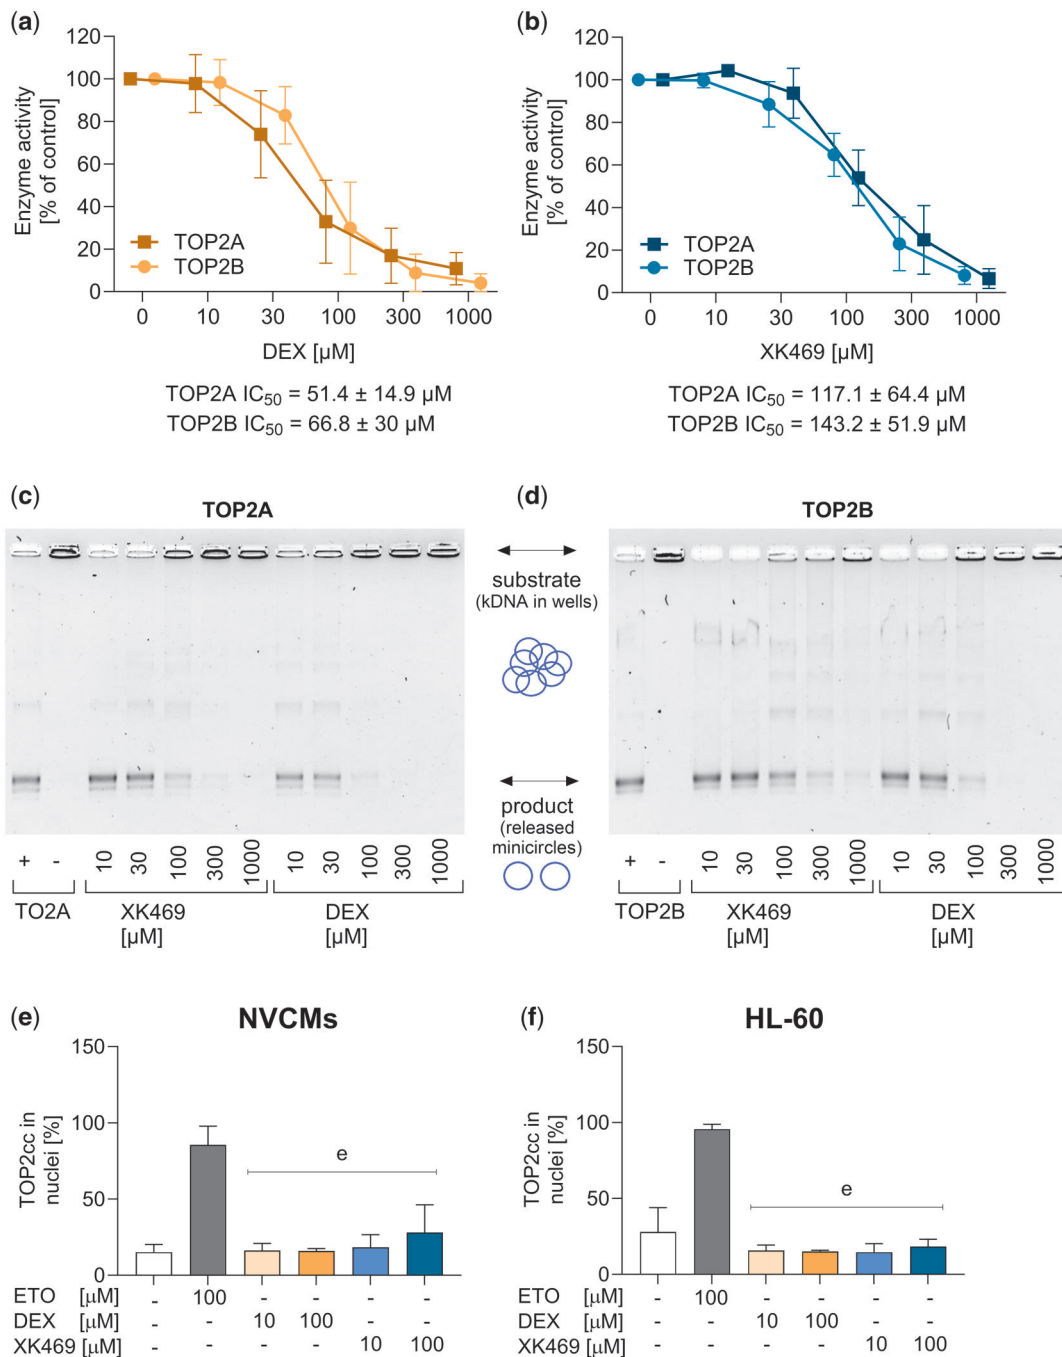 (a)
Enzyme activity
[% of control]
120
100
80
60
40
20
0
TOP2A
TOP2B
0 10 30 100 300 1000
DEX [µM]
TOP2A IC50 = 51.4 ± 14.9 µM
TOP2B IC50 = 66.8 ± 30 µM
(b)
Enzyme activity
[% of control]
120
100
80
60
40
20
0
TOP2A
TOP2B
0 10 30 100 300 1000
XK469 [µM]
TOP2A IC50 = 117.1 ± 64.4 µM
TOP2B IC50 = 143.2 ± 51.9 µM
(c)
TOP2A
substrate
(kDNA in wells)
product
(released
minicircles)
+ - 10 30 100 300 1000 10 30 100 300 1000
TO2A XK469 DEX
[µM] [µM]
(d)
TOP2B
+ - 10 30 100 300 1000 10 30 100 300 1000
TOP2B XK469 DEX
[µM] [µM]
(e)
NVCMs
TOP2cc in
nuclei [%]
150
100
50
0
e
ETO [µM] - 100 - - - -
DEX [µM] - - 10 100 - -
XK469 [µM] - - - - 10 100
(f)
HL-60
TOP2cc in
nuclei [%]
150
100
50
0
e
ETO [µM] - 100 - - - -
DEX [µM] - - 10 100 - -
XK469 [µM] - - - - 10 100